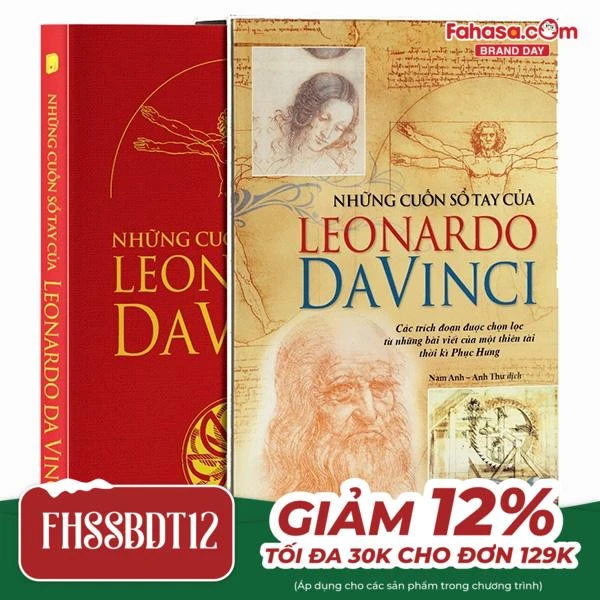 Fahasa.com
BRAND DAY
NHỮNG CUỐN SỔ TAY CỦA LEONARDO DA VIN
NHỮNG CUỐ
LEON
DAV
NHỮNG CUỐN SỔ TAY CỦA
LEONARDO
DAVINCI
Các trích đoạn được chọn lọc
từ những bài viết của một thiên tài
thời kì Phục Hưng
Nam Anh – Anh Thư dịch
FHSSBDT12
GIẢM 12%
TỐI ĐA 30K CHO ĐƠN 129K
(Áp dụng cho các sản phẩm trong chương trình)